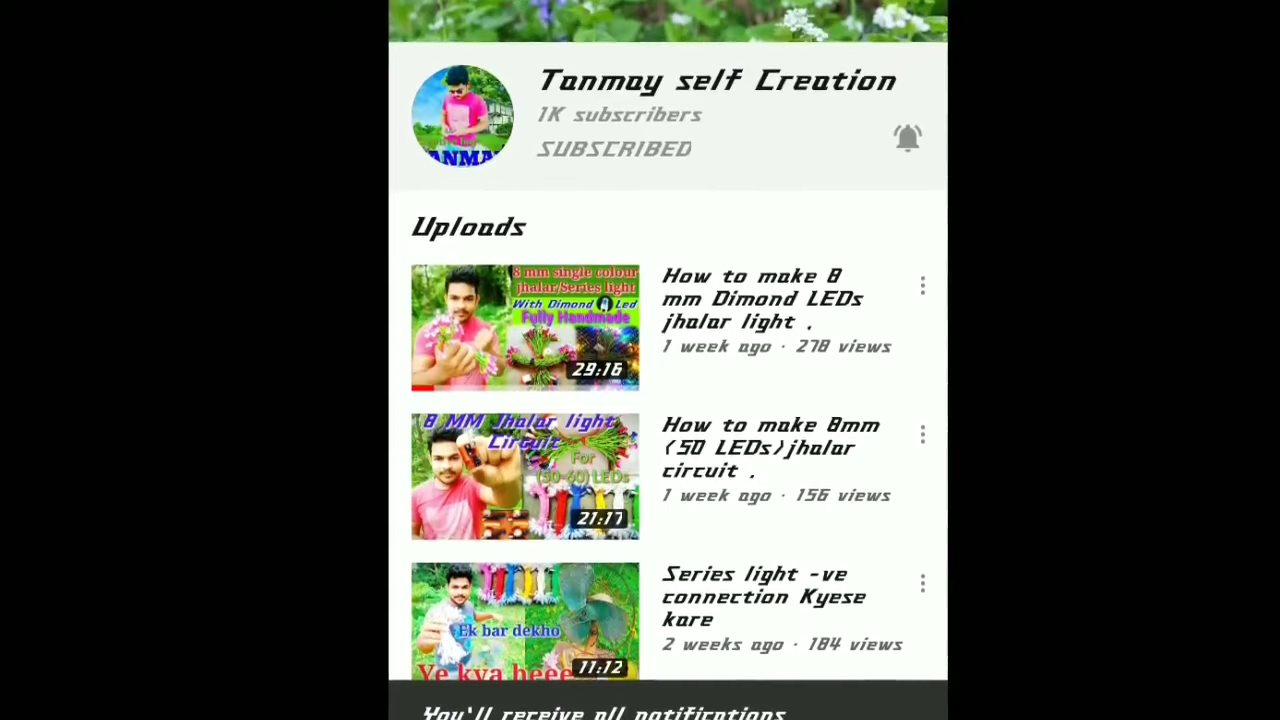 Tanmay self Creation
1K subscribers
SUBSCRIBED
ANMA
Uploads
8 mm single colour
jhalar/Series light
With Dimond Led
Fully Handmade
29:16
How to make 8
mm Dimond LEDs
jhalar light .
1 week ago · 278 views
8 MM Jhalar light
Circuit
For
(50-60) LEDs
21:17
How to make 8mm
(50 LEDs)jhalar
circuit .
1 week ago · 156 views
Ek bar dekho
Ye kya heee
11:12
Series light -ve
connection Kyese
kare
2 weeks ago · 184 views
You'll receive all notifications